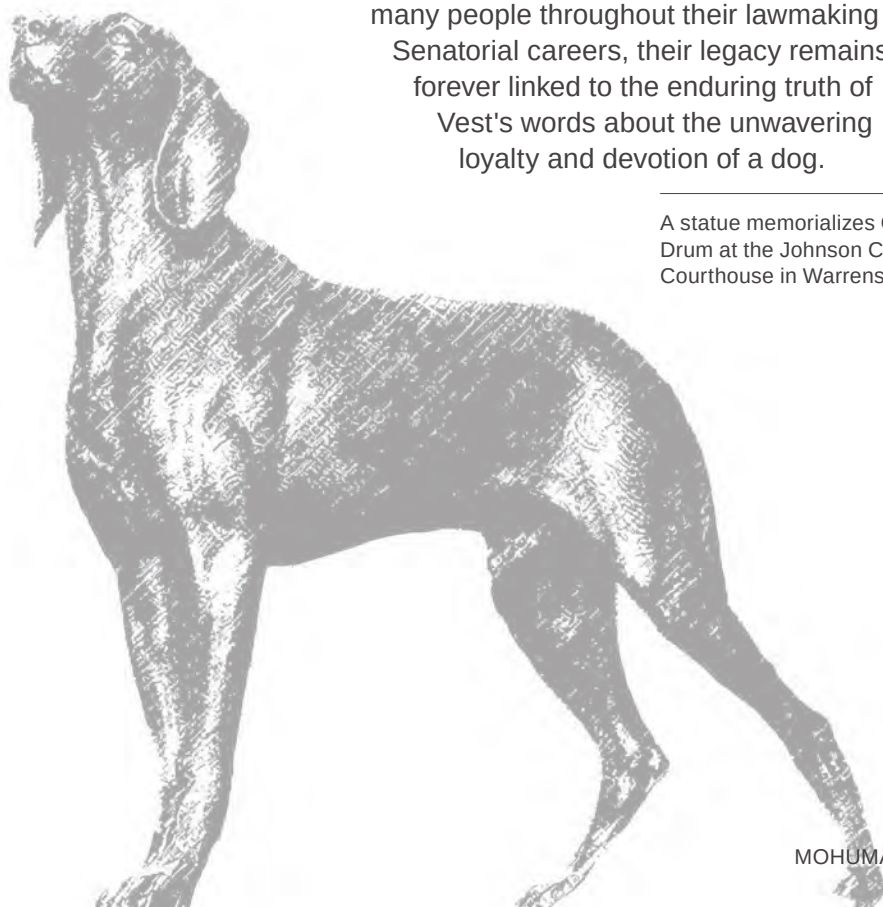 many people throughout their lawmaking
Senatorial careers, their legacy remains
forever linked to the enduring truth of
Vest's words about the unwavering
loyalty and devotion of a dog.
A statue memorializes
Drum at the Johnson
Courthouse in